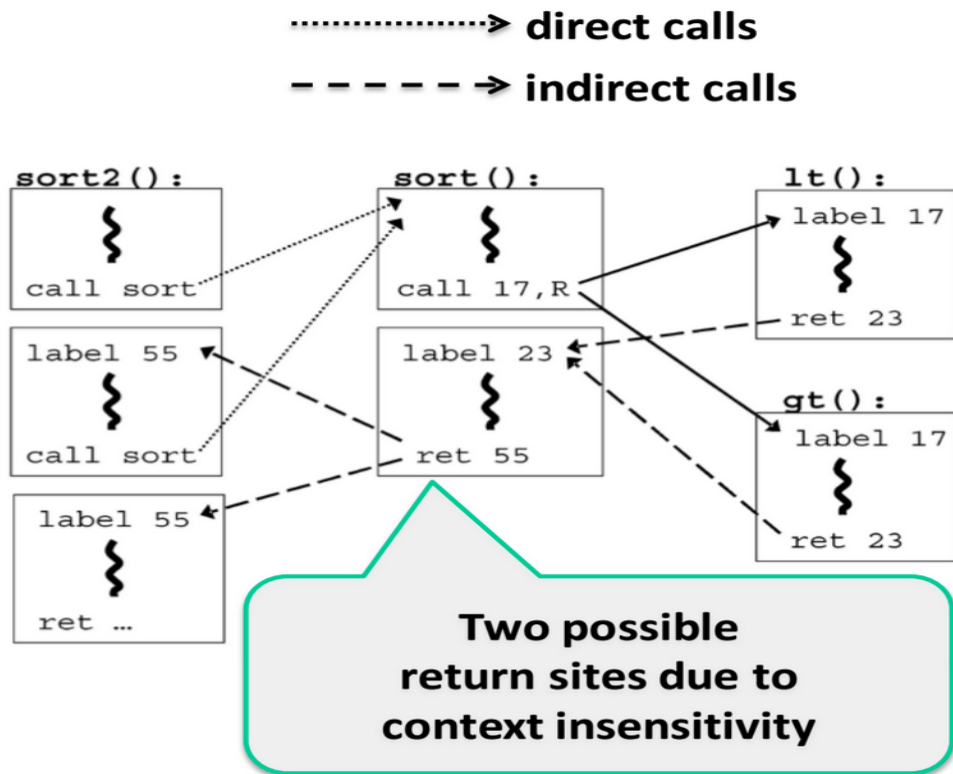 direct calls
indirect calls
sort2():
call sort
label 55
call sort
label 55
ret …
sort():
call 17,R
label 23
ret 55
lt():
label 17
ret 23
gt():
label 17
ret 23
Two possible
return sites due to
context insensitivity